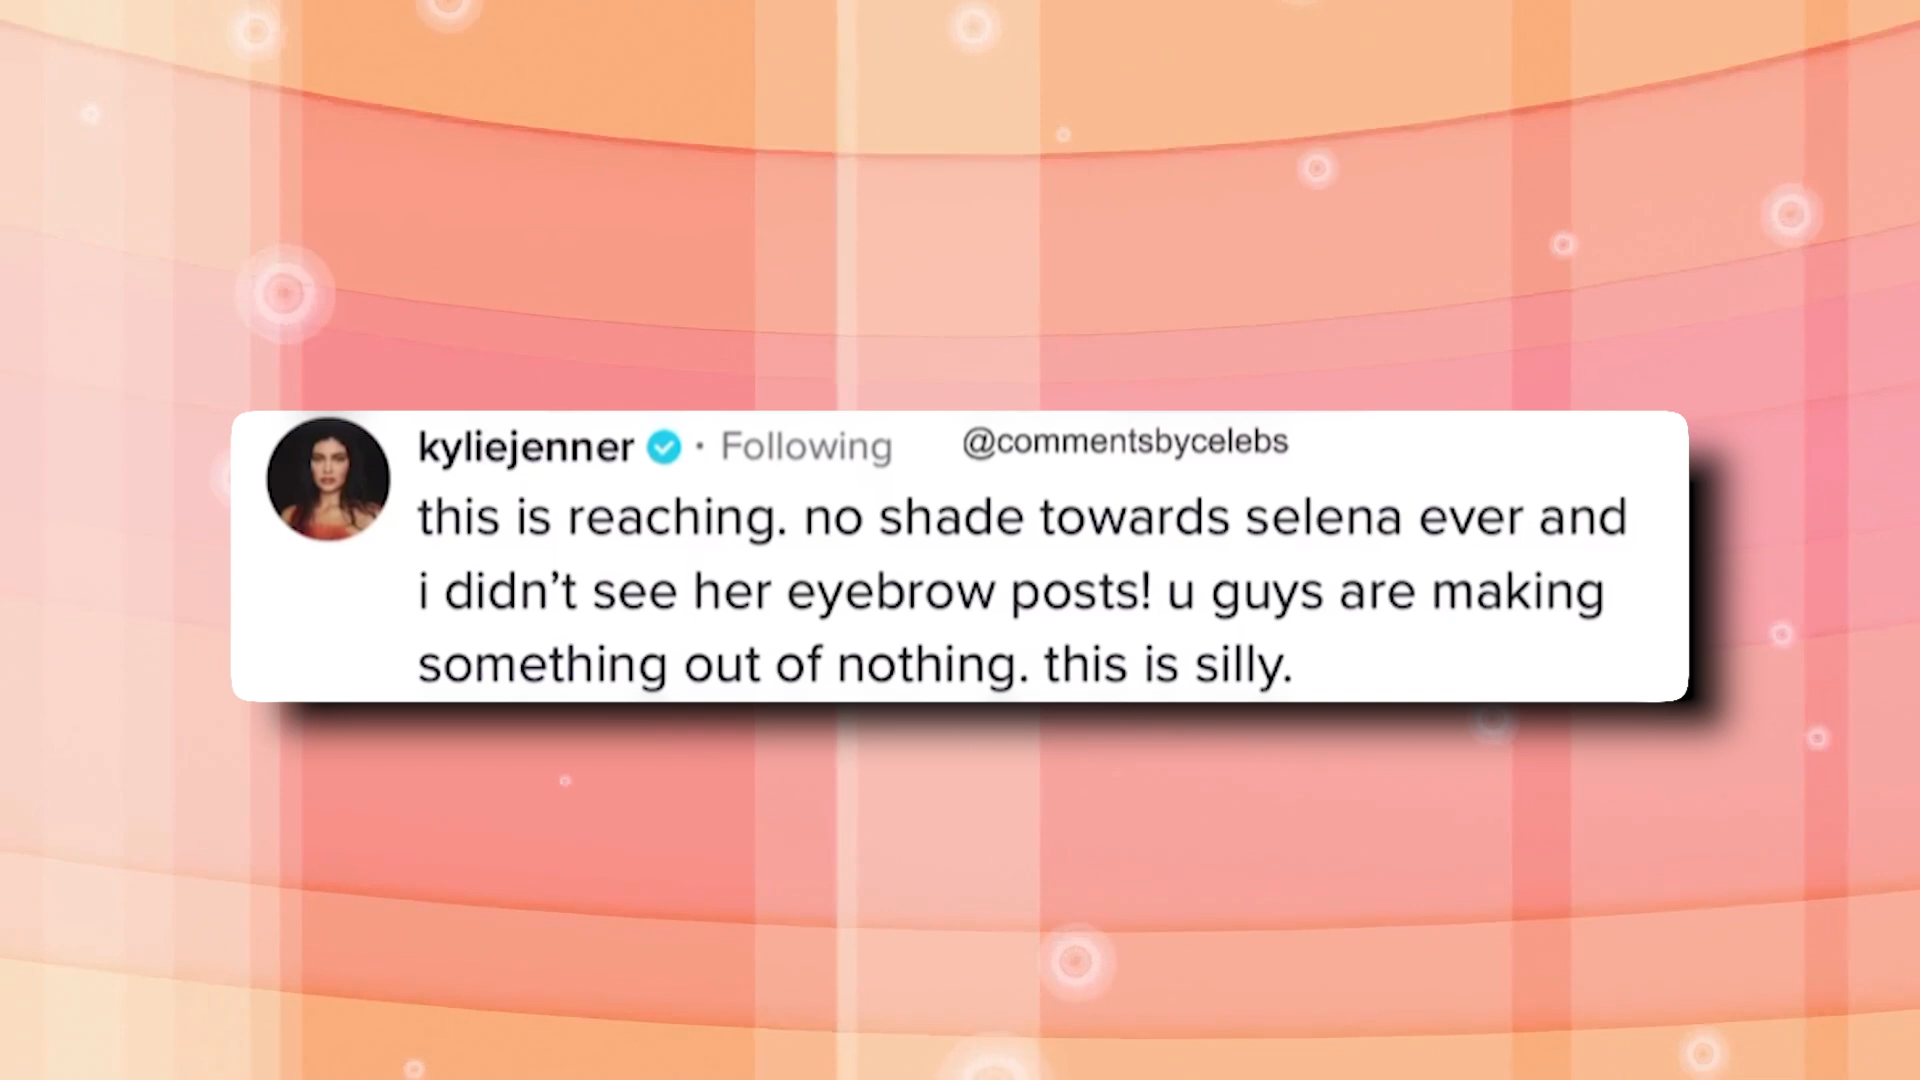 kyliejenner · Following @commentsbycelebs
this is reaching. no shade towards selena ever and
i didn’t see her eyebrow posts! u guys are making
something out of nothing. this is silly.